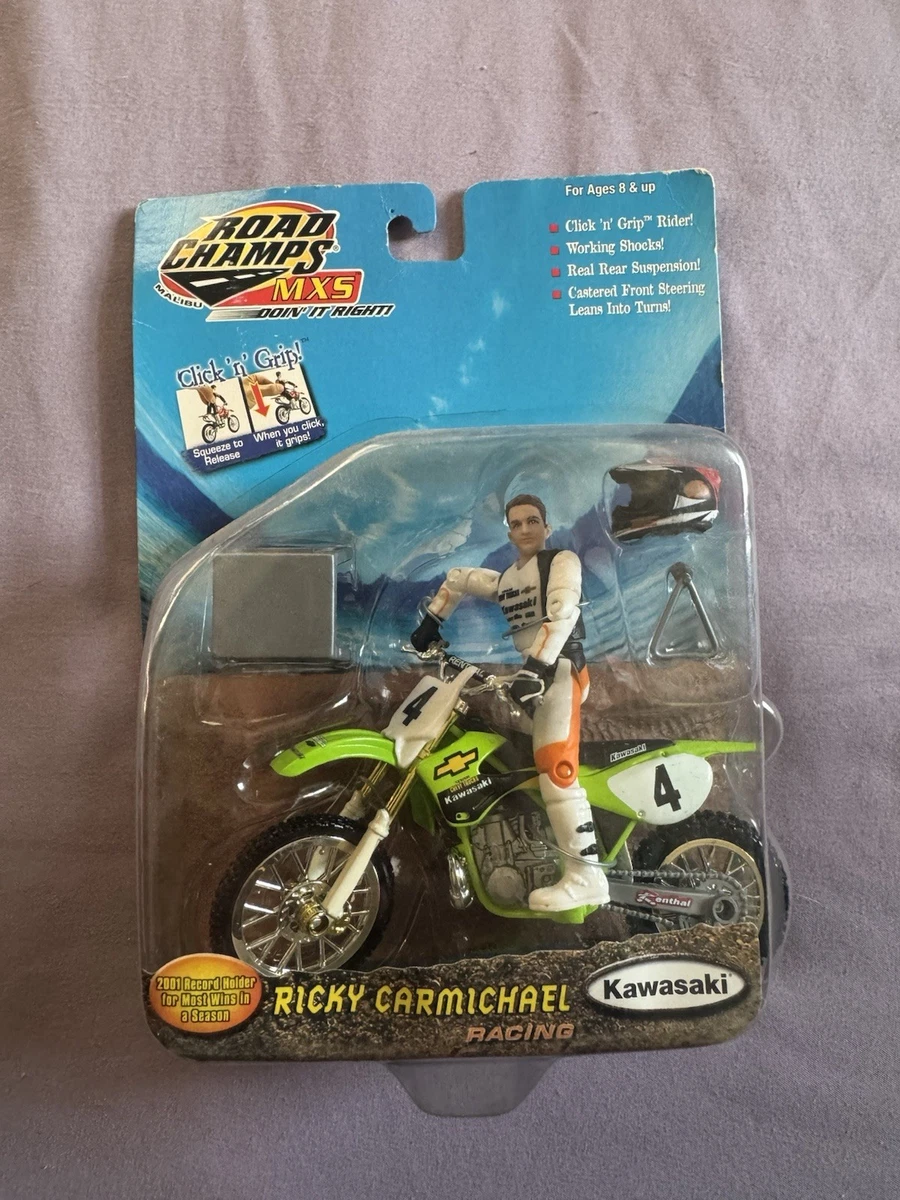 For Ages 8 & up
ROAD
CHAMPS®
MXS
MALIBU
DOIN' IT RIGHT!
Click 'n' Grip™ Rider!
Working Shocks!
Real Rear Suspension!
Castered Front Steering
Leans Into Turns!
Click 'n' Grip!™
Squeeze to
Release
When you click,
it grips!
Kawasaki
4
Kawasaki
Kawasaki
4
Renthal
2001 Record Holder
for Most Wins in
a Season
RICKY CARMICHAEL
RACING
Kawasaki®